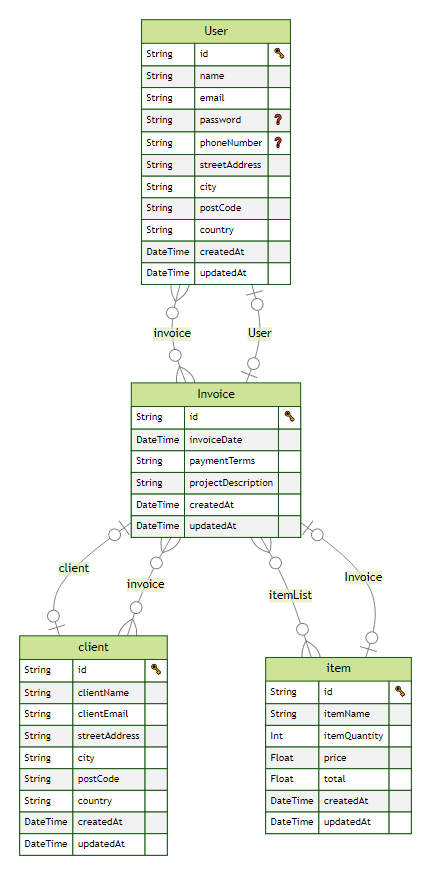 User
String id
String name
String email
String password
String phoneNumber
String streetAddress
String city
String postCode
String country
DateTime createdAt
DateTime updatedAt
invoice User
Invoice
String id
DateTime invoiceDate
String paymentTerms
String projectDescription
DateTime createdAt
DateTime updatedAt
client invoice itemList Invoice
client
String id
String clientName
String clientEmail
String streetAddress
String city
String postCode
String country
DateTime createdAt
DateTime updatedAt
item
String id
String itemName
Int itemQuantity
Float price
Float total
DateTime createdAt
DateTime updatedAt